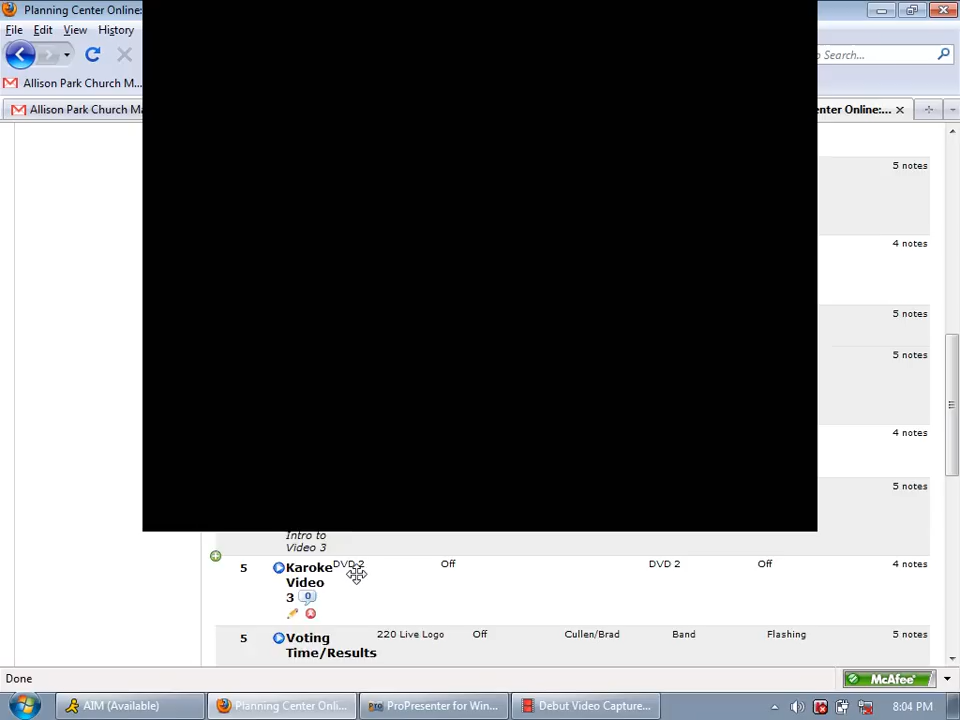 Planning Center Online:
File Edit View History
Search...
Allison Park Church M...
Allison Park Church Ma
enter Online:...
5 notes
4 notes
5 notes
5 notes
4 notes
5 notes
Intro to
Video 3
5 Karoke Video 3 0 DVD 2 Off DVD 2 Off 4 notes
5 Voting Time/Results 220 Live Logo Off Cullen/Brad Band Flashing 5 notes
Done McAfee
AIM (Available) Planning Center Onli... ProPresenter for Win... Debut Video Capture... 8:04 PM